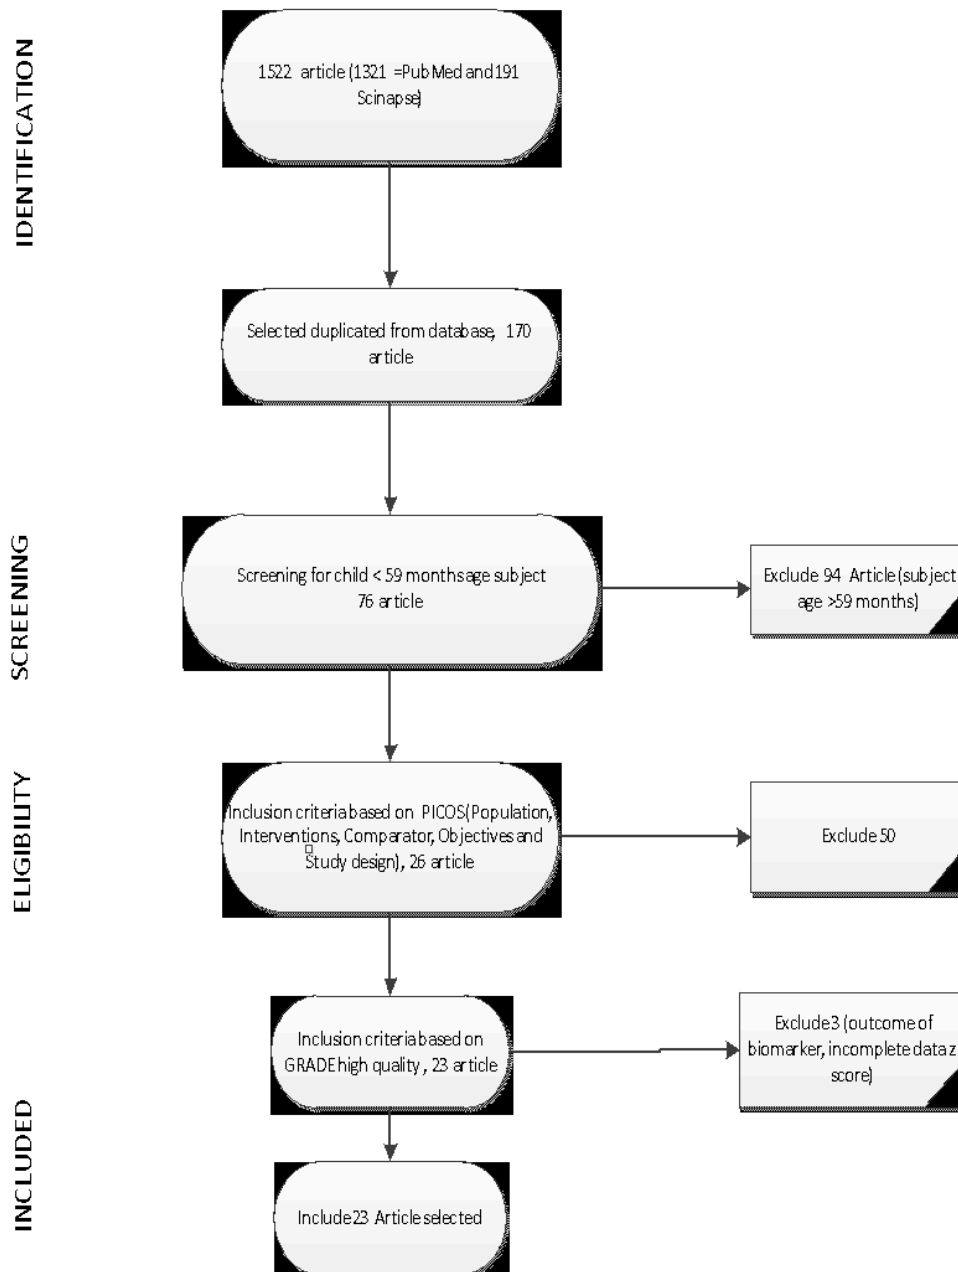 IDENTIFICATION
1522 article (1321 =PubMed and 191
Scinapse)
Selected duplicated from database, 170
article
SCREENING
Screening for child < 59 months age subject
76 article
Exclude 94 Article (subject
age >59 months)
ELIGIBILITY
Inclusion criteria based on PICOS(Population,
Interventions, Comparator, Objectives and
Study design), 26 article
Exclude 50
INCLUDED
Inclusion criteria based on
GRADE high quality , 23 article
Exclude 3 (outcome of
biomarker, incomplete data z
score)
Include 23 Article selected